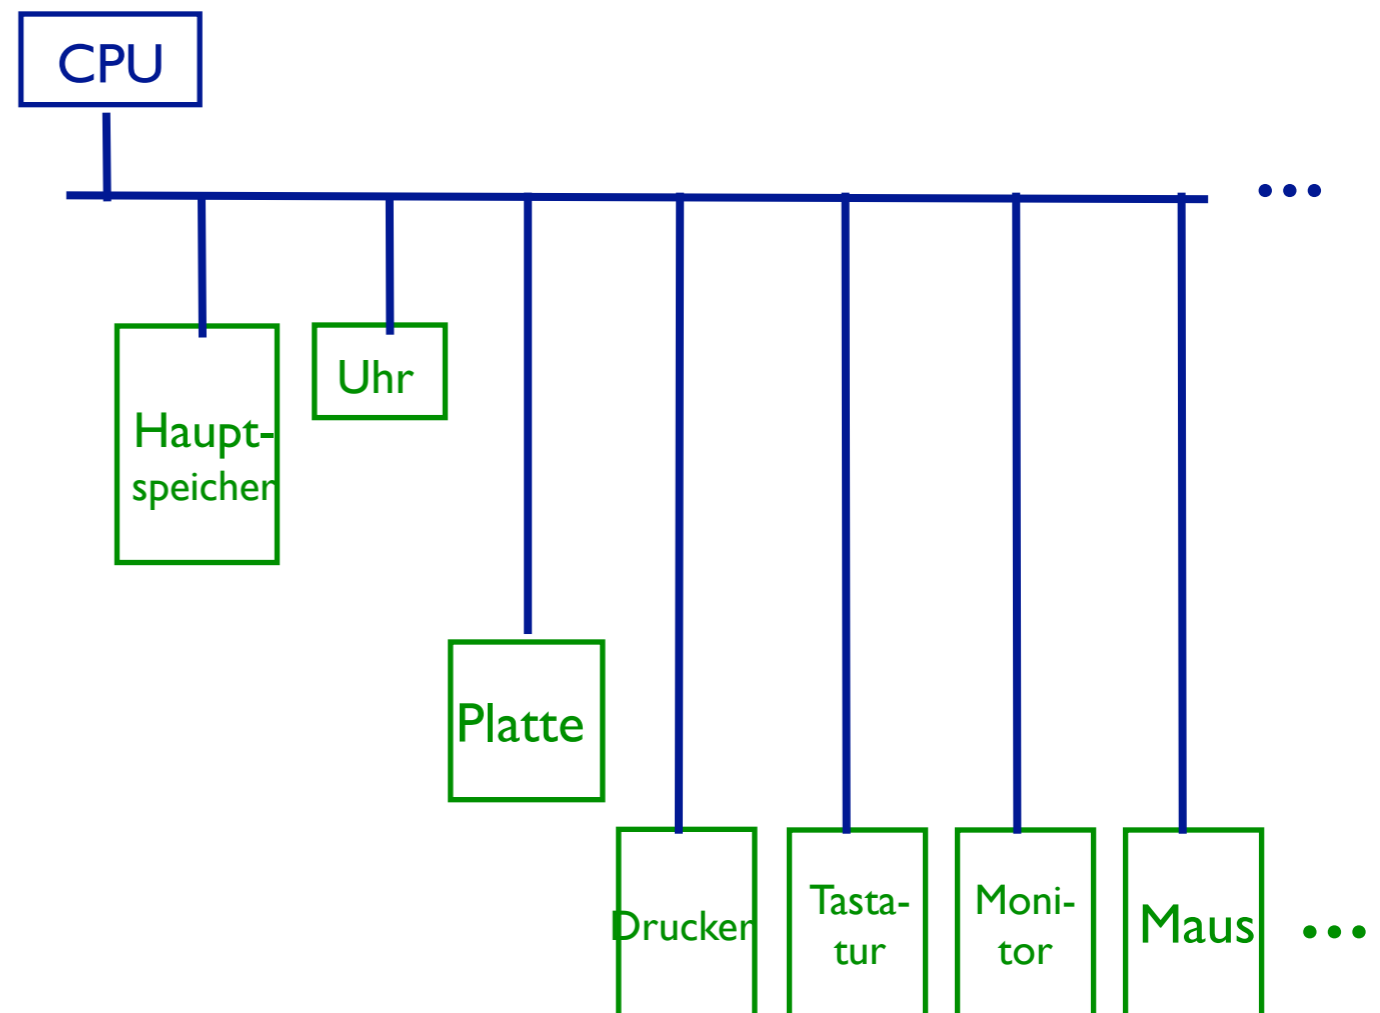 CPU
...
Haupt-
speicher
Uhr
Platte
Drucker
Tasta-
tur
Moni-
tor
Maus
...